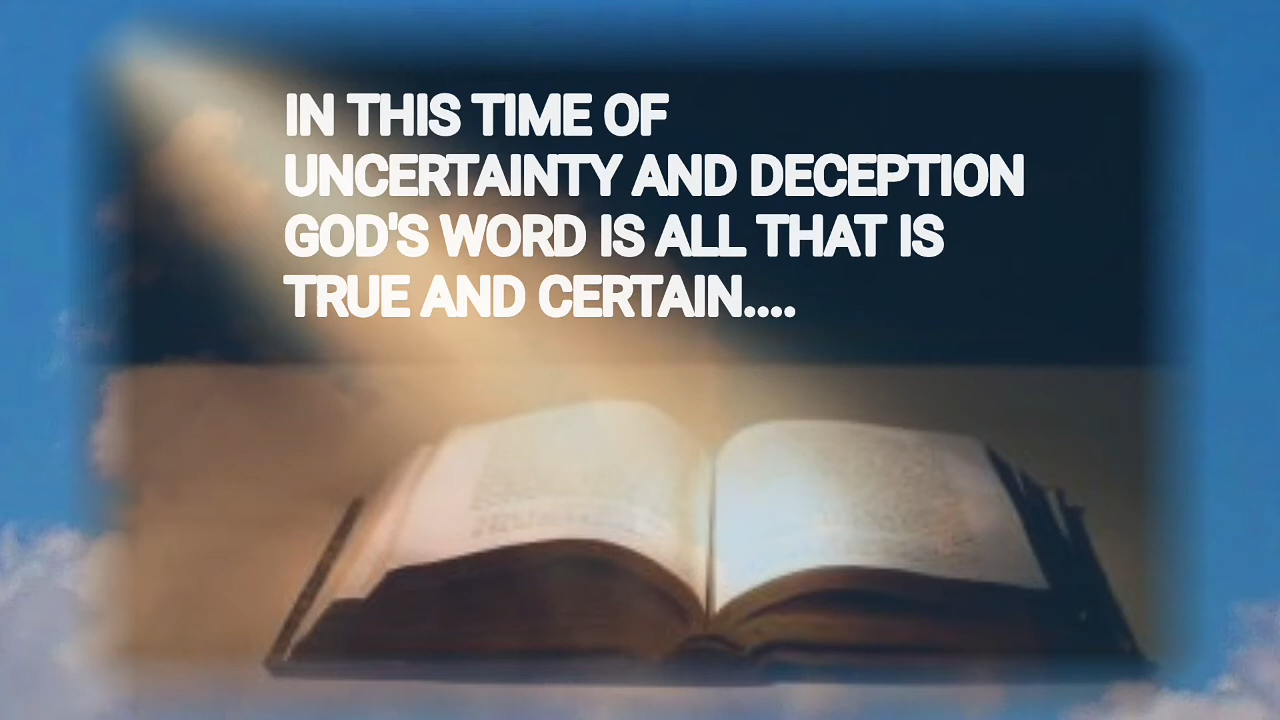 IN THIS TIME OF
UNCERTAINTY AND DECEPTION
GOD'S WORD IS ALL THAT IS
TRUE AND CERTAIN....